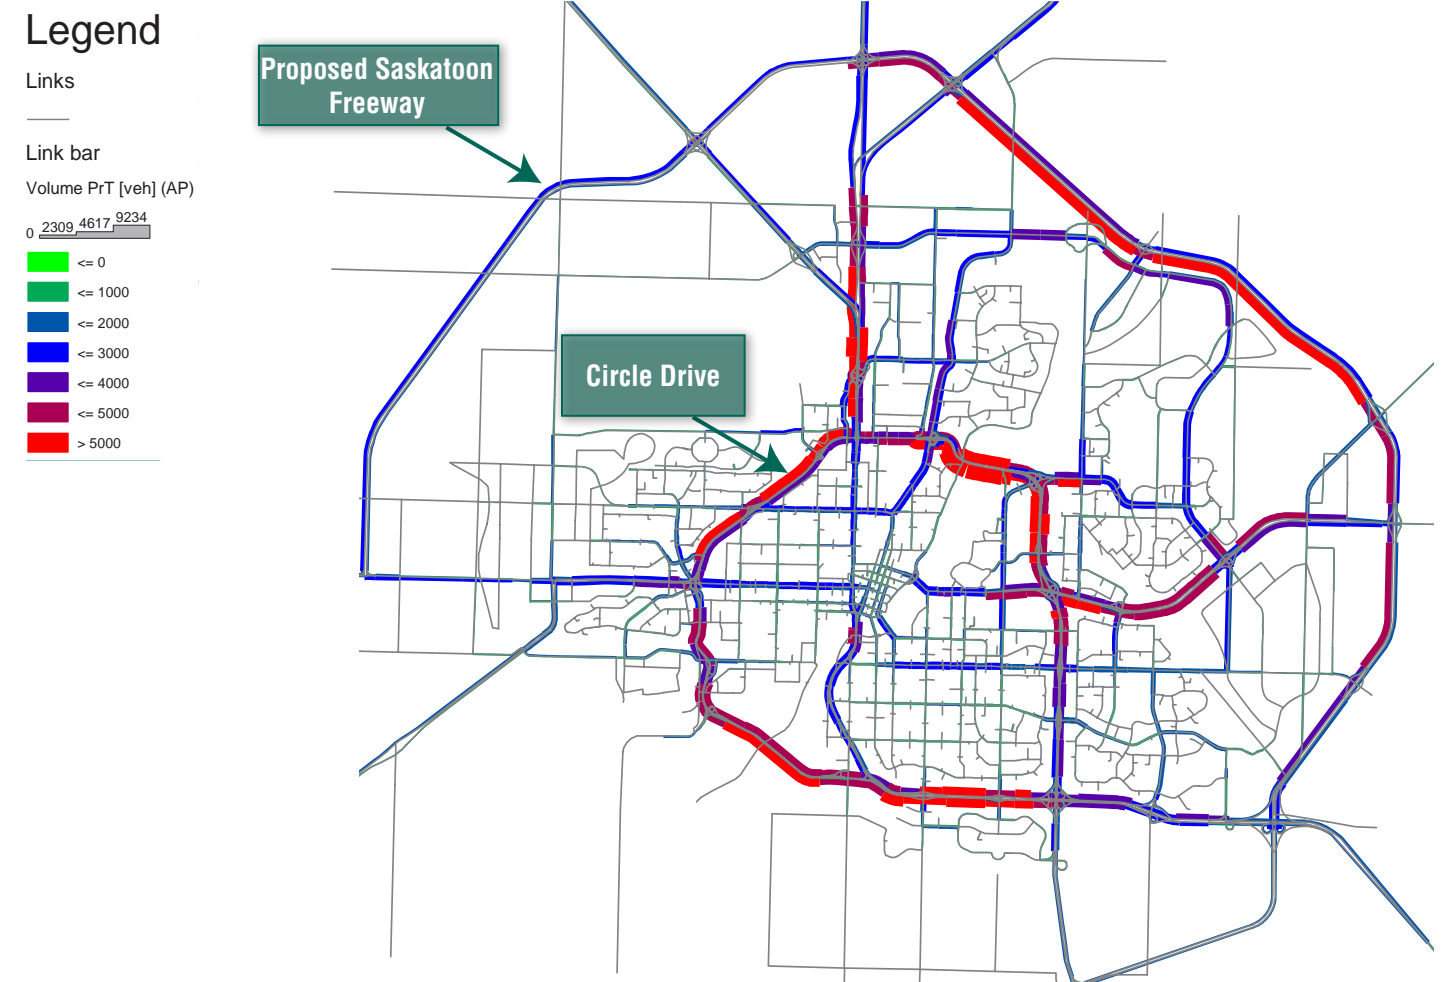 Legend
Links
Link bar
Volume PrT [veh] (AP)
0 2309 4617 9234
<= 0
<= 1000
<= 2000
<= 3000
<= 4000
<= 5000
> 5000
Proposed Saskatoon
Freeway
Circle Drive